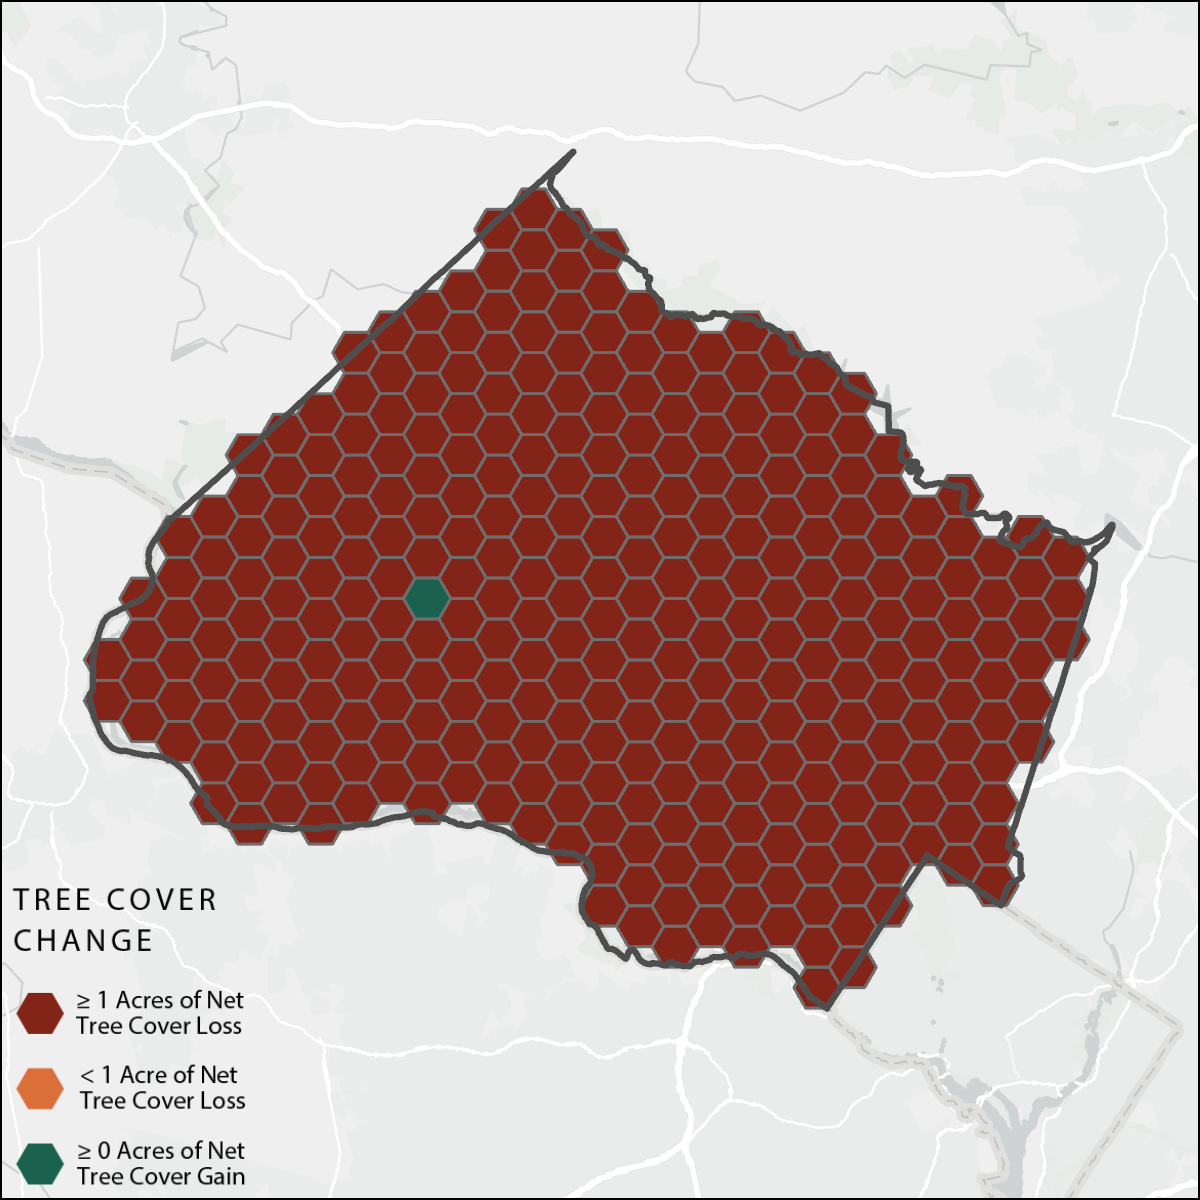 TREE COVER
CHANGE
≥ 1 Acres of Net
Tree Cover Loss
< 1 Acre of Net
Tree Cover Loss
≥ 0 Acres of Net
Tree Cover Gain